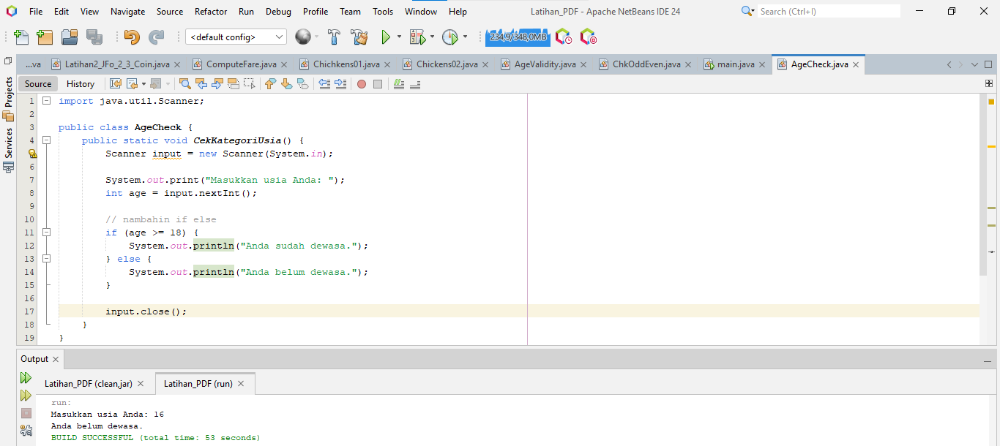 File Edit View Navigate Source Refactor Run Debug Profile Team Tools Window Help Latihan_PDF - Apache NetBeans IDE 24 Search (Ctrl+I)
<default config> 234,9/348,0MB
...va Latihan2_JFo_2_3_Coin.java ComputeFare.java Chichkens01.java Chickens02.java AgeValidity.java ChkOddEven.java main.java AgeCheck.java
Source History
Projects
Services
1 import java.util.Scanner;
2
3 public class AgeCheck {
4 public static void CekKategoriUsia() {
Scanner input = new Scanner(System.in);
6
7 System.out.print("Masukkan usia Anda: ");
8 int age = input.nextInt();
9
10 // nambahin if else
11 if (age >= 18) {
12 System.out.println("Anda sudah dewasa.");
13 } else {
14 System.out.println("Anda belum dewasa.");
15 }
16
17 input.close();
18 }
19 }
Output
Latihan_PDF (clean,jar) Latihan_PDF (run)
run:
Masukkan usia Anda: 16
Anda belum dewasa.
BUILD SUCCESSFUL (total time: 53 seconds)